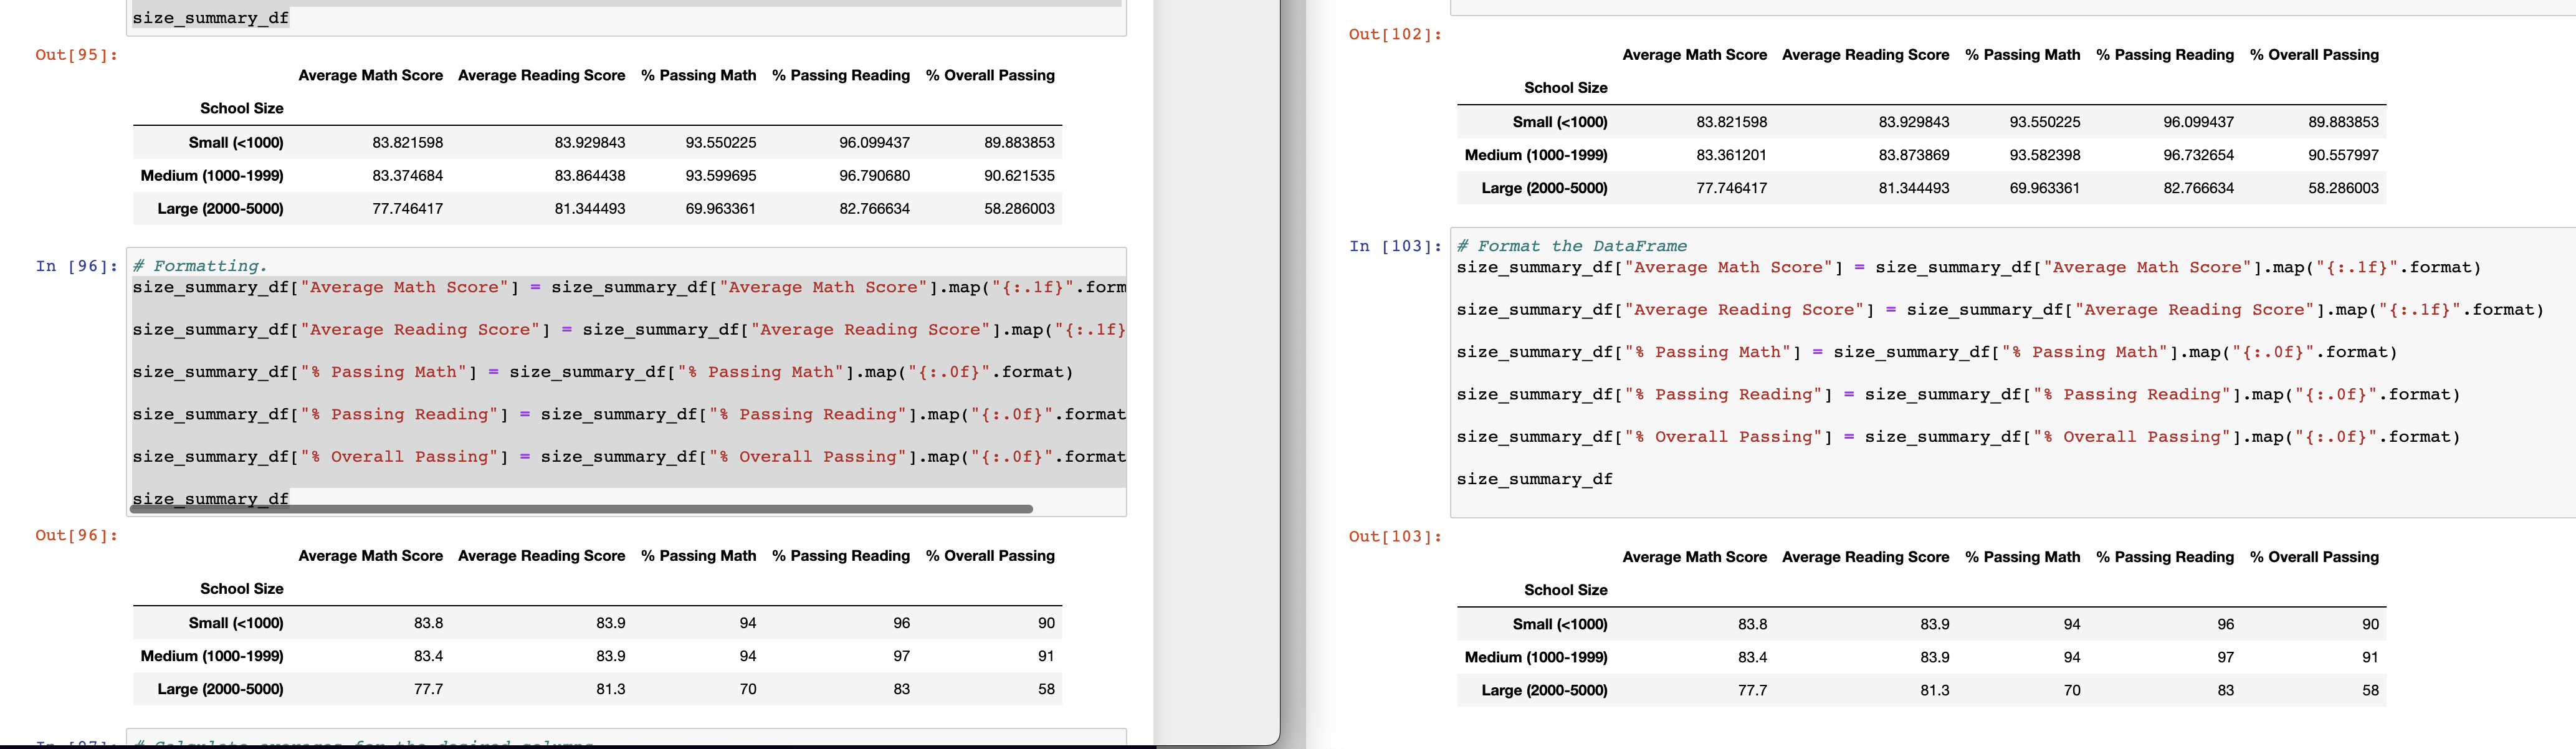 size_summary_df
Out[95]:
Average Math Score Average Reading Score % Passing Math % Passing Reading % Overall Passing
School Size
Small (<1000) 83.821598 83.929843 93.550225 96.099437 89.883853
Medium (1000-1999) 83.374684 83.864438 93.599695 96.790680 90.621535
Large (2000-5000) 77.746417 81.344493 69.963361 82.766634 58.286003
In [96]:
# Formatting.
size_summary_df["Average Math Score"] = size_summary_df["Average Math Score"].map("{:.1f}".form
size_summary_df["Average Reading Score"] = size_summary_df["Average Reading Score"].map("{:.1f}
size_summary_df["% Passing Math"] = size_summary_df["% Passing Math"].map("{:.0f}".format)
size_summary_df["% Passing Reading"] = size_summary_df["% Passing Reading"].map("{:.0f}".format
size_summary_df["% Overall Passing"] = size_summary_df["% Overall Passing"].map("{:.0f}".format
size_summary_df
Out[96]:
Average Math Score Average Reading Score % Passing Math % Passing Reading % Overall Passing
School Size
Small (<1000) 83.8 83.9 94 96 90
Medium (1000-1999) 83.4 83.9 94 97 91
Large (2000-5000) 77.7 81.3 70 83 58
In [97]: # Calculate averages for the desired columns
Out[102]:
Average Math Score Average Reading Score % Passing Math % Passing Reading % Overall Passing
School Size
Small (<1000) 83.821598 83.929843 93.550225 96.099437 89.883853
Medium (1000-1999) 83.361201 83.873869 93.582398 96.732654 90.557997
Large (2000-5000) 77.746417 81.344493 69.963361 82.766634 58.286003
In [103]:
# Format the DataFrame
size_summary_df["Average Math Score"] = size_summary_df["Average Math Score"].map("{:.1f}".format)
size_summary_df["Average Reading Score"] = size_summary_df["Average Reading Score"].map("{:.1f}".format)
size_summary_df["% Passing Math"] = size_summary_df["% Passing Math"].map("{:.0f}".format)
size_summary_df["% Passing Reading"] = size_summary_df["% Passing Reading"].map("{:.0f}".format)
size_summary_df["% Overall Passing"] = size_summary_df["% Overall Passing"].map("{:.0f}".format)
size_summary_df
Out[103]:
Average Math Score Average Reading Score % Passing Math % Passing Reading % Overall Passing
School Size
Small (<1000) 83.8 83.9 94 96 90
Medium (1000-1999) 83.4 83.9 94 97 91
Large (2000-5000) 77.7 81.3 70 83 58